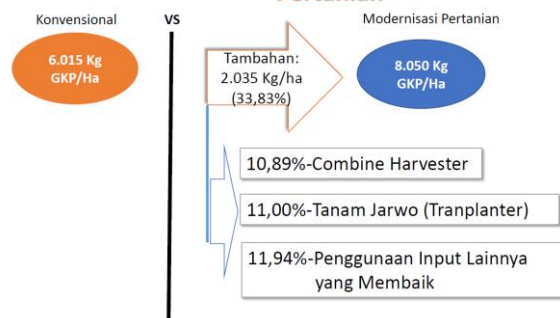 Pertanian
Konvensional VS Modernisasi Pertanian
6.015 Kg
GKP/Ha
Tambahan:
2.035 Kg/ha
(33,83%)
8.050 Kg
GKP/Ha
10,89%-Combine Harvester
11,00%-Tanam Jarwo (Tranplanter)
11,94%-Penggunaan Input Lainnya
yang Membaik